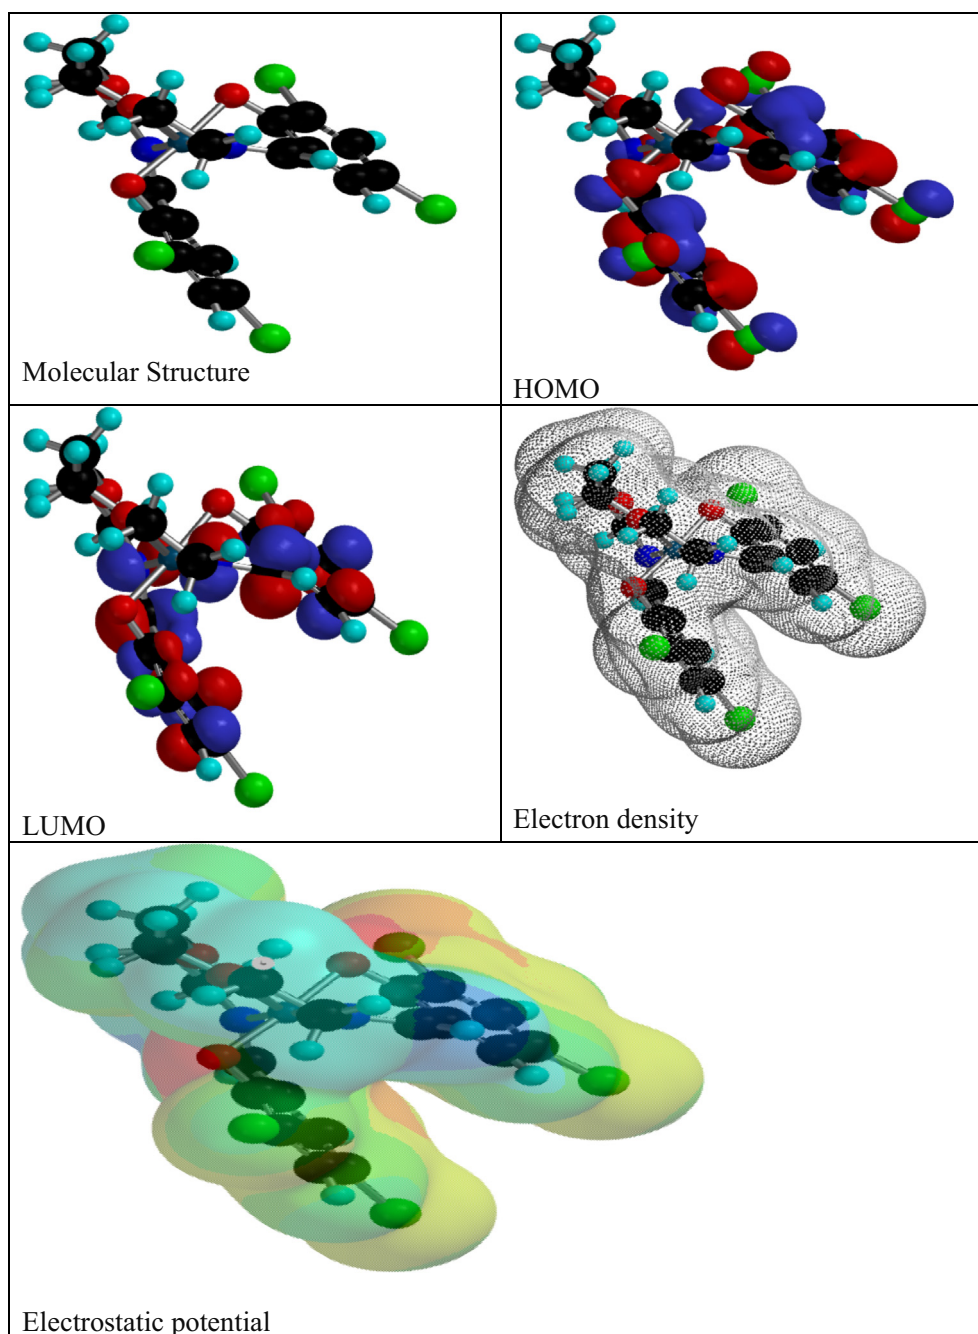 Molecular Structure
HOMO
LUMO
Electron density
Electrostatic potential